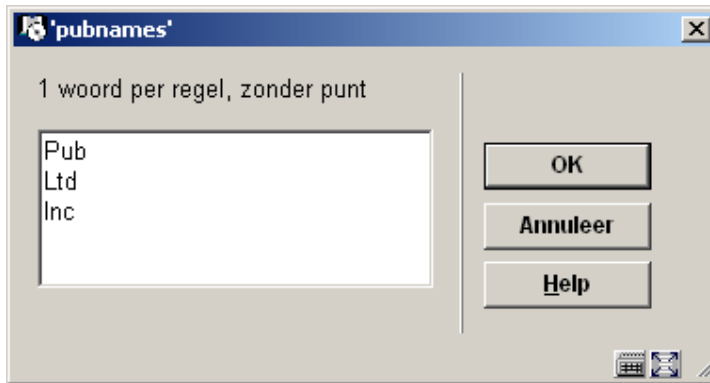 'pubnames'
1 woord per regel, zonder punt
Pub
Ltd
Inc
OK
Annuleer
Help